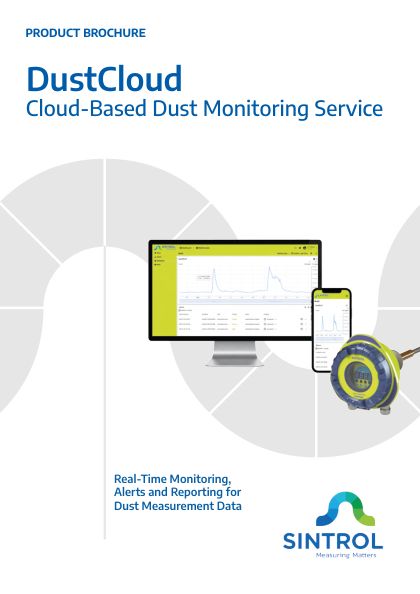 PRODUCT BROCHURE
DustCloud
Cloud-Based Dust Monitoring Service
SINTROL
Real-Time Monitoring,
Alerts and Reporting for
Dust Measurement Data
SINTROL
Measuring Matters